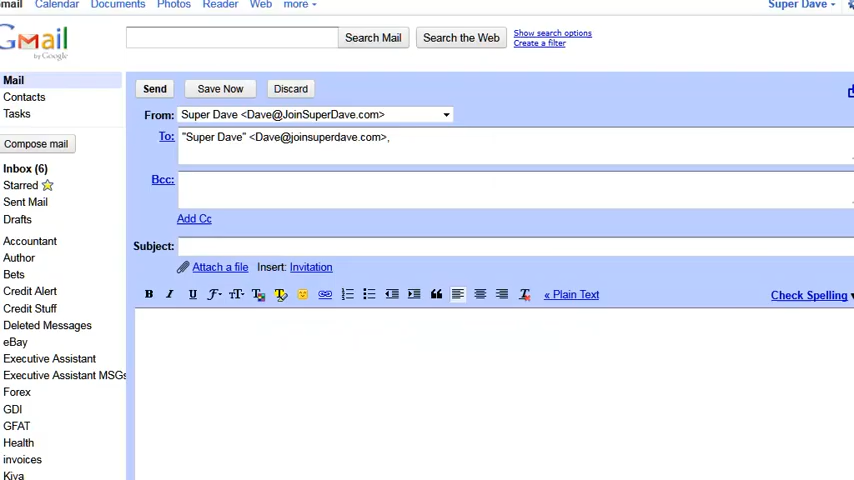 Gmail Calendar Documents Photos Reader Web more Super Dave
Gmail
by Google
Search Mail
Search the Web
Show search options
Create a filter
Mail
Contacts
Tasks
Compose mail
Inbox (6)
Starred
Sent Mail
Drafts
Accountant
Author
Bets
Credit Alert
Credit Stuff
Deleted Messages
eBay
Executive Assistant
Executive Assistant MSGs
Forex
GDI
GFAT
Health
invoices
Kiva
Send
Save Now
Discard
From: Super Dave <Dave@JoinSuperDave.com>
To: "Super Dave" <Dave@joinsuperdave.com>,
Bcc:
Add Cc
Subject:
Attach a file Insert: Invitation
B I U F T T « Plain Text Check Spelling